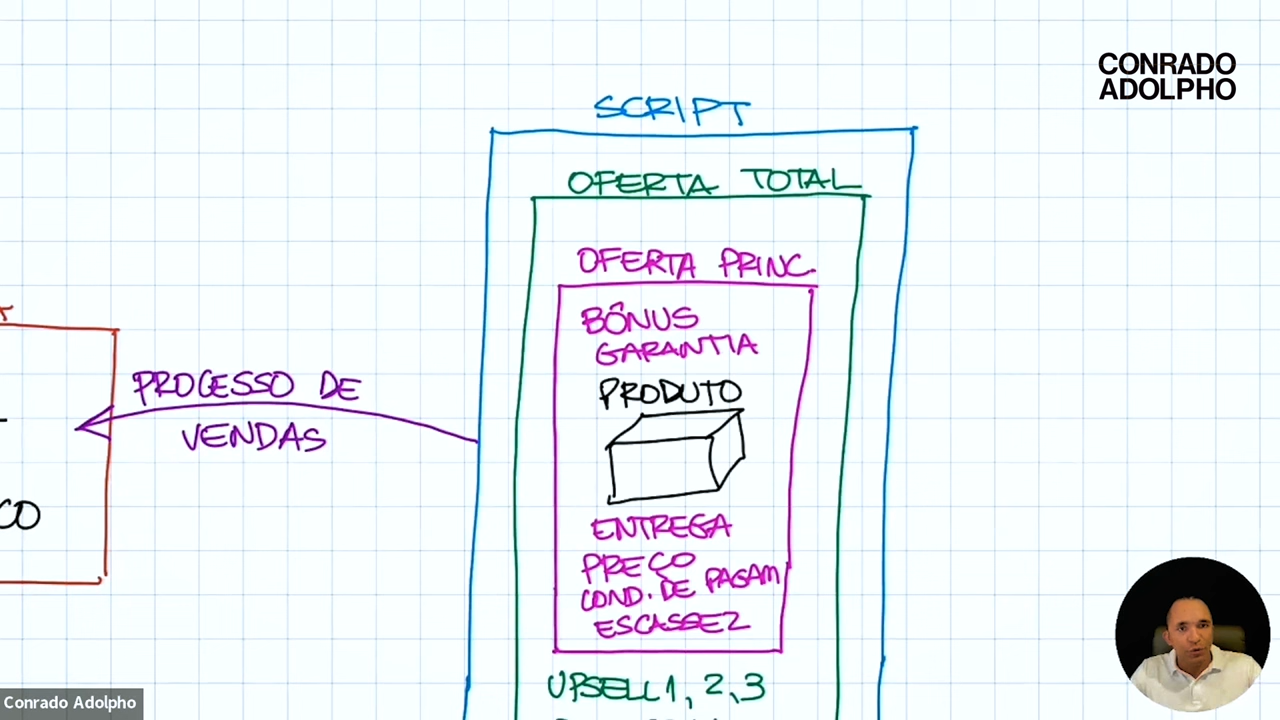 CONRADO
ADOLPHO
SCRIPT
OFERTA TOTAL
OFERTA PRINC.
BÔNUS
GARANTIA
PRODUTO
PROCESSO DE
VENDAS
CO
ENTREGA
PREÇO
COND. DE PAGAM
ESCASSEZ
UPSELL 1, 2, 3
Conrado Adolpho